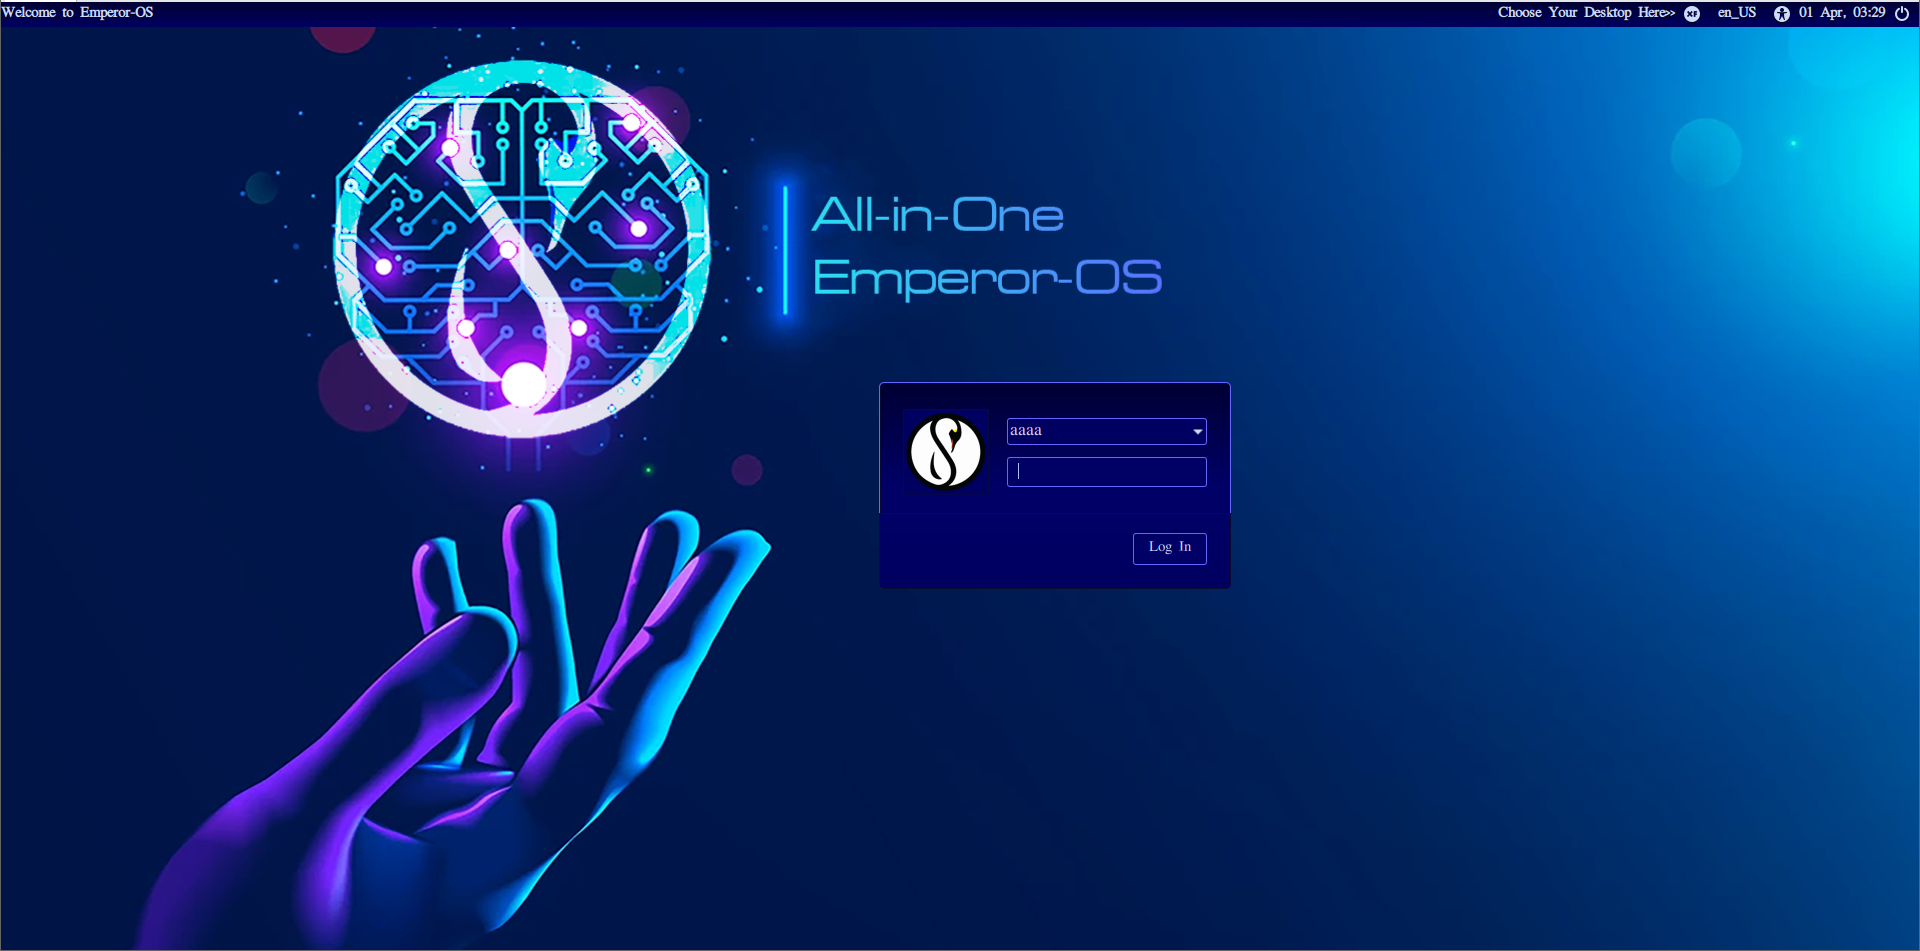 Welcome to Emperor-OS
Choose Your Desktop Here>> XF en_US 01 Apr, 03:29
All-in-One
Emperor-OS
aaaa
Log In